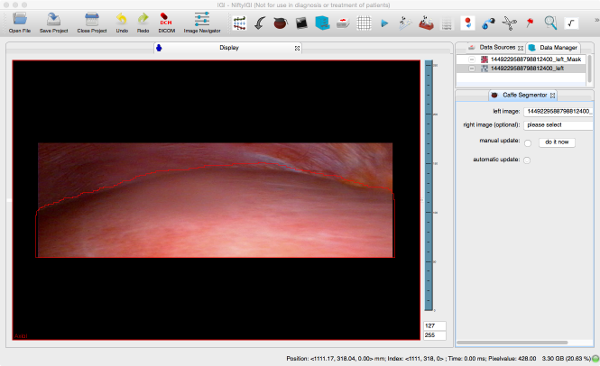 IGI - NiftyIGI (Not for use in diagnosis or treatment of patients)
Open File Save Project Close Project Undo Redo DICOM Image Navigator
Display
Data Sources Data Manager
1449229588798812400_left_Mask
1449229588798812400_left
Caffe Segmentor
left image: 1449229588798812400_
right image (optional): please select
manual update: do it now
automatic update:
127
255
Position: <1111.17, 318.04, 0.00> mm; Index: <1111, 318, 0> ; Time: 0.00 ms; Pixelvalue: 428.00 3.30 GB (20.63 %)